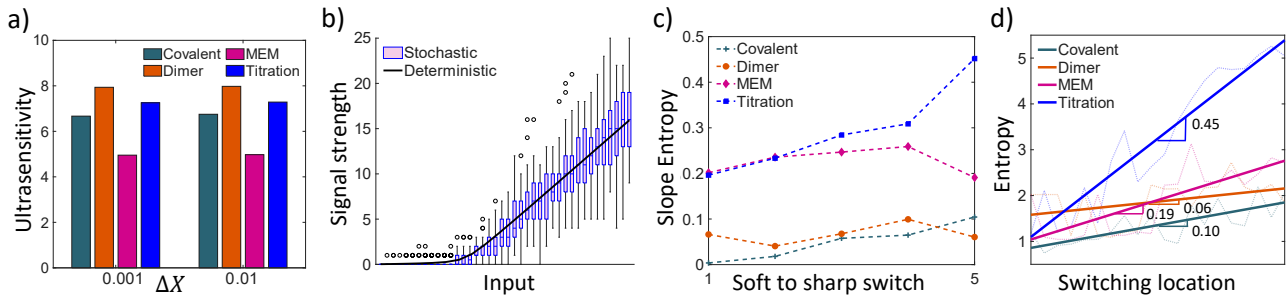 a)
Ultrasensitivity
10
8
6
4
2
0
Covalent
MEM
Dimer
Titration
0.001
0.01
ΔX
b)
Signal strength
25
20
15
10
5
0
Stochastic
Deterministic
Input
c)
Slope Entropy
0.5
0.4
0.3
0.2
0.1
0
Covalent
Dimer
MEM
Titration
1
5
Soft to sharp switch
d)
Entropy
5
4
3
2
1
Covalent
Dimer
MEM
Titration
0.45
0.19
0.06
0.10
Switching location